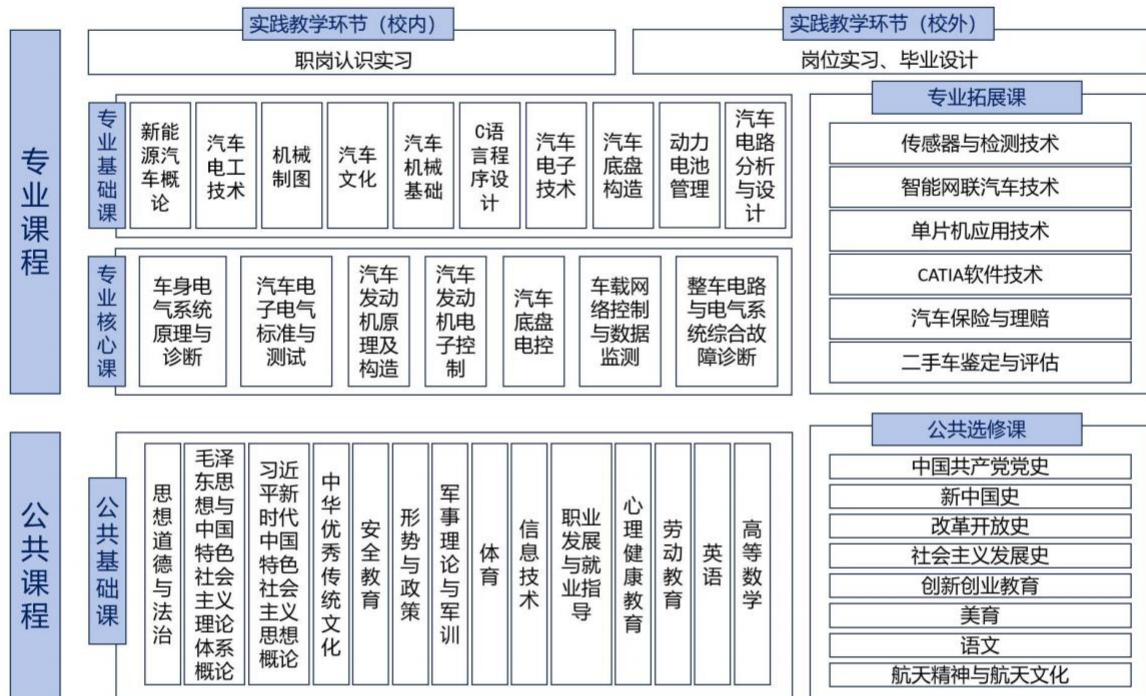 实践教学环节（校内）
职岗认识实习
实践教学环节（校外）
岗位实习、毕业设计
专业课程
专业基础课
新能
源汽
车概
论
汽车
电工
技术
机械
制图
汽车
文化
汽车
机械
基础
C语
言程
序设
计
汽车
电子
技术
汽车
底盘
构造
动力
电池
管理
汽车
电路
分析
与设
计
专业核心课
车身电
气系统
原理与
诊断
汽车电
子电气
标准与
测试
汽车
发动
机原
理及
构造
汽车
发动
机电
子控
制
汽车
底盘
电控
车载网
络控制
与数据
监测
整车电路
与电气系
统综合故
障诊断
专业拓展课
传感器与检测技术
智能网联汽车技术
单片机应用技术
CATIA软件技术
汽车保险与理赔
二手车鉴定与评估
公共课程
公共基础课
思想道德与法治
毛泽
东思
想与
中国
特色
社会
主义
理论
体系
概论
习近
平新
时代
中国
特色
社会
主义
思想
概论
中华优秀传统文化
安全教育
形势与政策
军事理论与军训
体育
信息技术
职业
发展
与就
业指
导
心理健康教育
劳动教育
英语
高等数学
公共选修课
中国共产党党史
新中国史
改革开放史
社会主义发展史
创新创业教育
美育
语文
航天精神与航天文化